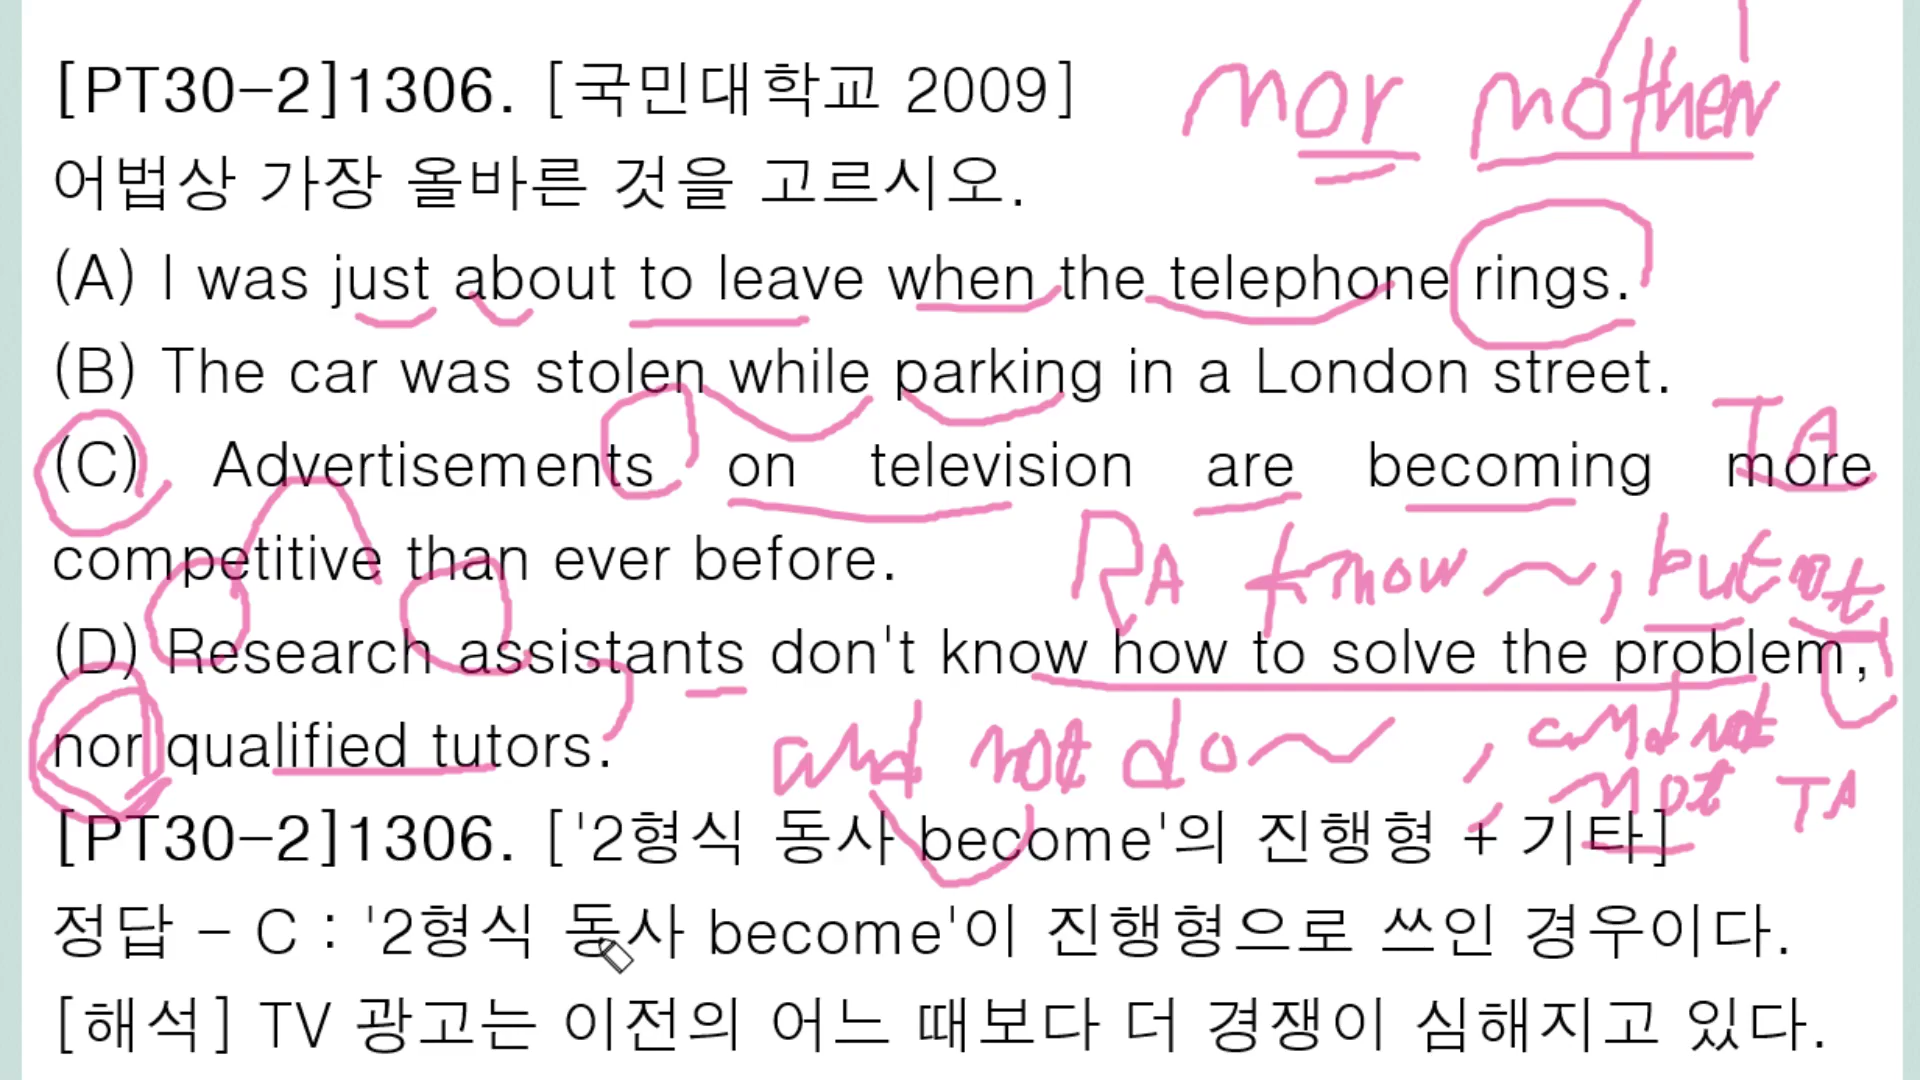 [PT30-2]1306. [국민대학교 2009]
nor mother
어법상 가장 올바른 것을 고르시오.
(A) I was just about to leave when the telephone rings.
(B) The car was stolen while parking in a London street.
TA
(C) Advertisements on television are becoming more
competitive than ever before.
RA know ~, but not
(D) Research assistants don't know how to solve the problem,
nor qualified tutors.
and not do ~ , and not
not TA
[PT30-2]1306. ['2형식 동사 become'의 진행형 + 기타]
정답 - C : '2형식 동사 become'이 진행형으로 쓰인 경우이다.
[해석] TV 광고는 이전의 어느 때보다 더 경쟁이 심해지고 있다.